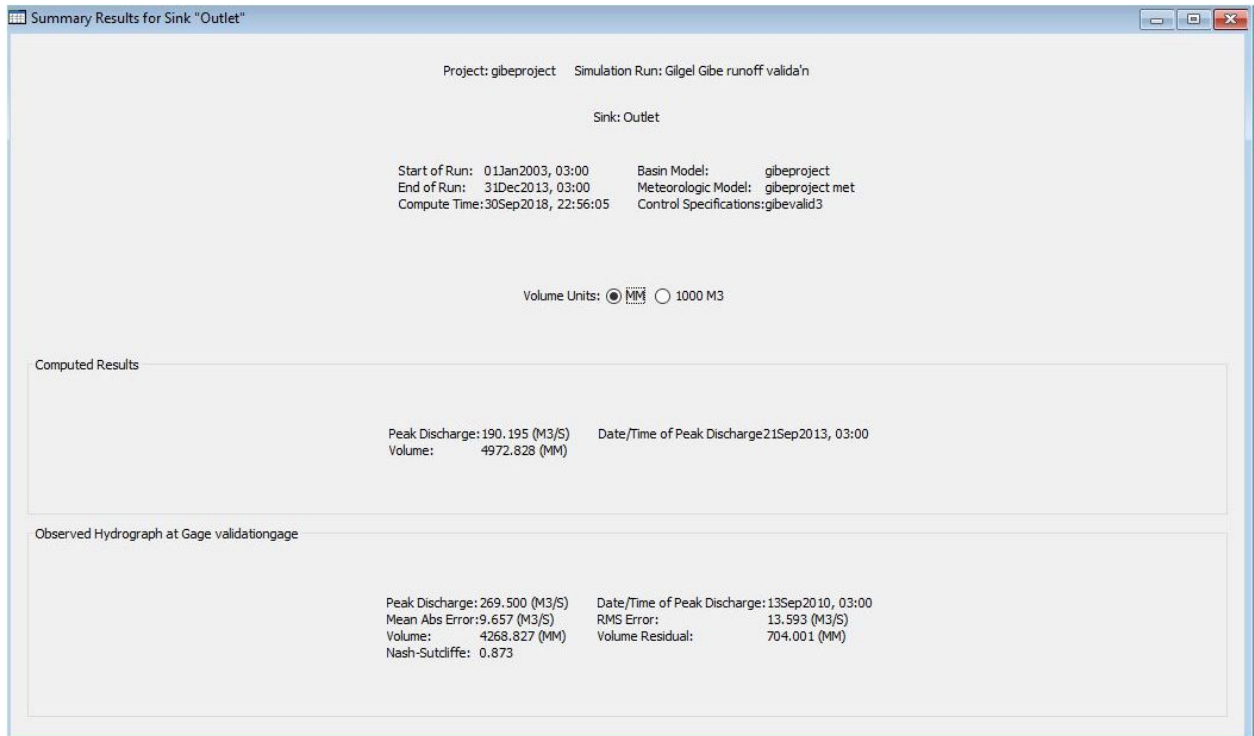 Summary Results for Sink "Outlet"
Project: gibeproject Simulation Run: Gilgel Gibe runoff valida'n
Sink: Outlet
Start of Run: 01Jan2003, 03:00 Basin Model: gibeproject
End of Run: 31Dec2013, 03:00 Meteorologic Model: gibeproject met
Compute Time:30Sep2018, 22:56:05 Control Specifications:gibevalid3
Volume Units: MM 1000 M3
Computed Results
Peak Discharge:190.195 (M3/S) Date/Time of Peak Discharge21Sep2013, 03:00
Volume: 4972.828 (MM)
Observed Hydrograph at Gage validationgage
Peak Discharge:269.500 (M3/S) Date/Time of Peak Discharge:13Sep2010, 03:00
Mean Abs Error:9.657 (M3/S) RMS Error: 13.593 (M3/S)
Volume: 4268.827 (MM) Volume Residual: 704.001 (MM)
Nash-Sutcliffe: 0.873